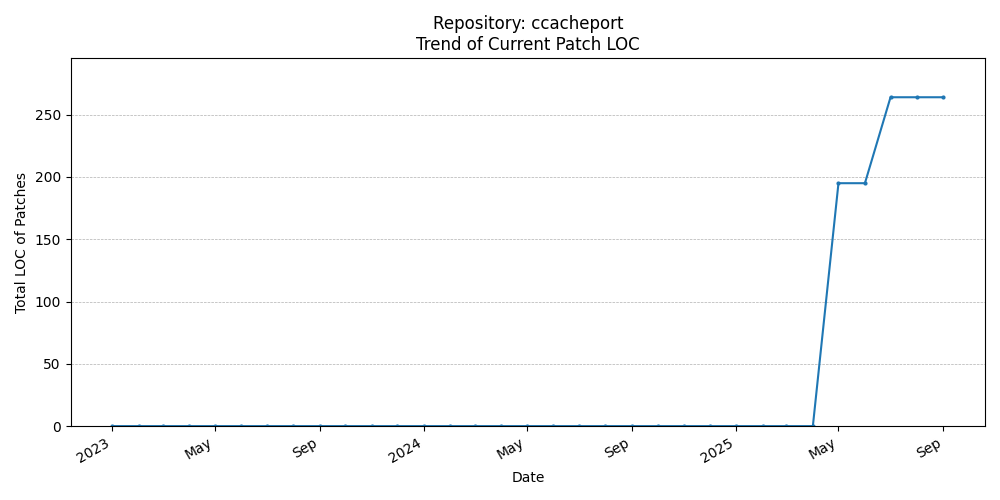 Repository: ccacheport
Trend of Current Patch LOC
Total LOC of Patches
250
200
150
100
50
0
2023
May
Sep
2024
May
Sep
2025
May
Sep
Date